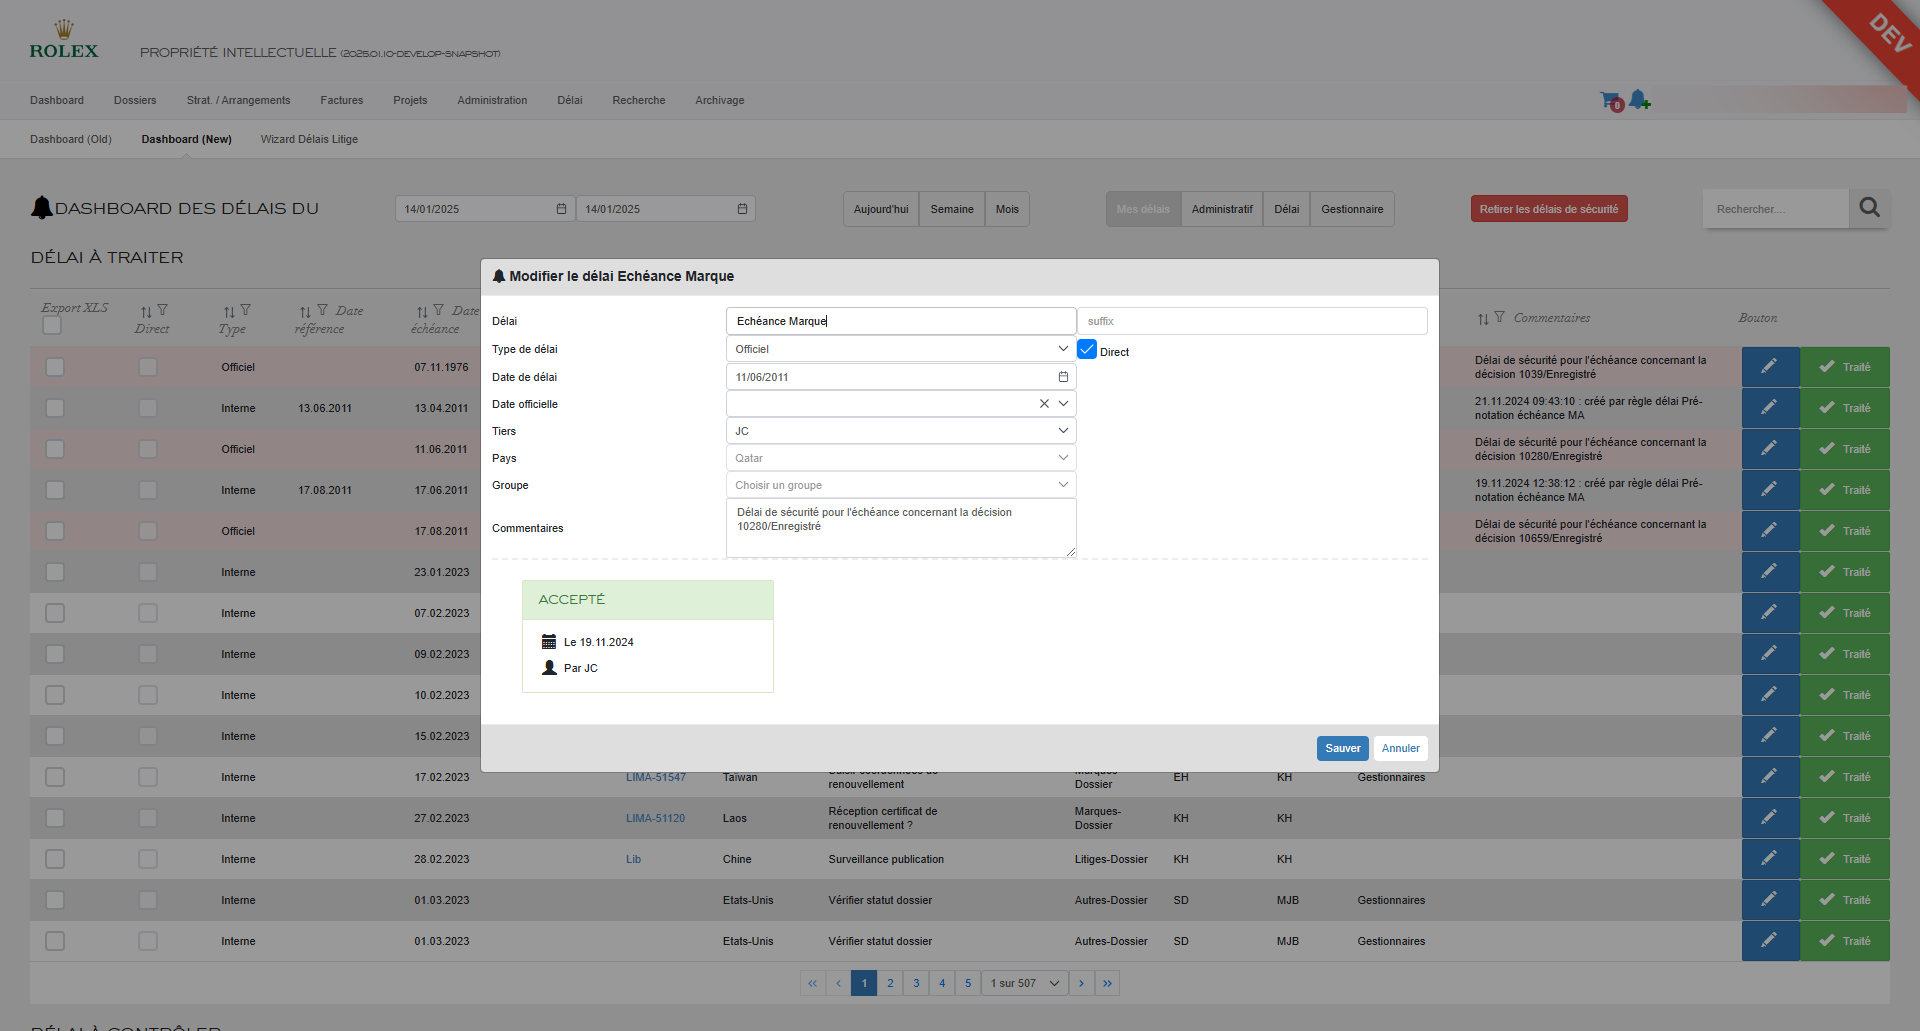 DEV
ROLEX
PROPRIÉTÉ INTELLECTUELLE (2025.01.10-DEVELOP-SNAPSHOT)
Dashboard Dossiers Strat. / Arrangements Factures Projets Administration Délai Recherche Archivage 0
Dashboard (Old) Dashboard (New) Wizard Délais Litige
DASHBOARD DES DÉLAIS DU 14/01/2025 14/01/2025 Aujourd'hui Semaine Mois Mes délais Administratif Délai Gestionnaire Retirer les délais de sécurité Rechercher....
DÉLAI À TRAITER
Modifier le délai Echéance Marque
Délai Echéance Marque suffix
Type de délai Officiel Direct
Date de délai 11/06/2011
Date officielle
Tiers JC
Pays Qatar
Groupe Choisir un groupe
Commentaires Délai de sécurité pour l'échéance concernant la décision
10280/Enregistré
ACCEPTÉ
Le 19.11.2024
Par JC
Sauver Annuler
Export XLS Direct Type Date référence Date échéance Commentaires Bouton
Officiel 07.11.1976 Délai de sécurité pour l'échéance concernant la
décision 1039/Enregistré Traité
Interne 13.06.2011 13.04.2011 21.11.2024 09:43:10 : créé par règle délai Pré-
notation échéance MA Traité
Officiel 11.06.2011 Délai de sécurité pour l'échéance concernant la
décision 10280/Enregistré Traité
Interne 17.08.2011 17.06.2011 19.11.2024 12:38:12 : créé par règle délai Pré-
notation échéance MA Traité
Officiel 17.08.2011 Délai de sécurité pour l'échéance concernant la
décision 10659/Enregistré Traité
Interne 23.01.2023 Traité
Interne 07.02.2023 Traité
Interne 09.02.2023 Traité
Interne 10.02.2023 Traité
Interne 15.02.2023 Traité
Interne 17.02.2023 LIMA-51547 Taïwan renouvellement Dossier EH KH Gestionnaires Traité
Interne 27.02.2023 LIMA-51120 Laos Réception certificat de renouvellement ? Marques-Dossier KH KH Traité
Interne 28.02.2023 Lib Chine Surveillance publication Litiges-Dossier KH KH Traité
Interne 01.03.2023 Etats-Unis Vérifier statut dossier Autres-Dossier SD MJB Gestionnaires Traité
Interne 01.03.2023 Etats-Unis Vérifier statut dossier Autres-Dossier SD MJB Gestionnaires Traité
« ‹ 1 2 3 4 5 1 sur 507 › »
DÉLAI À CONTRÔLER